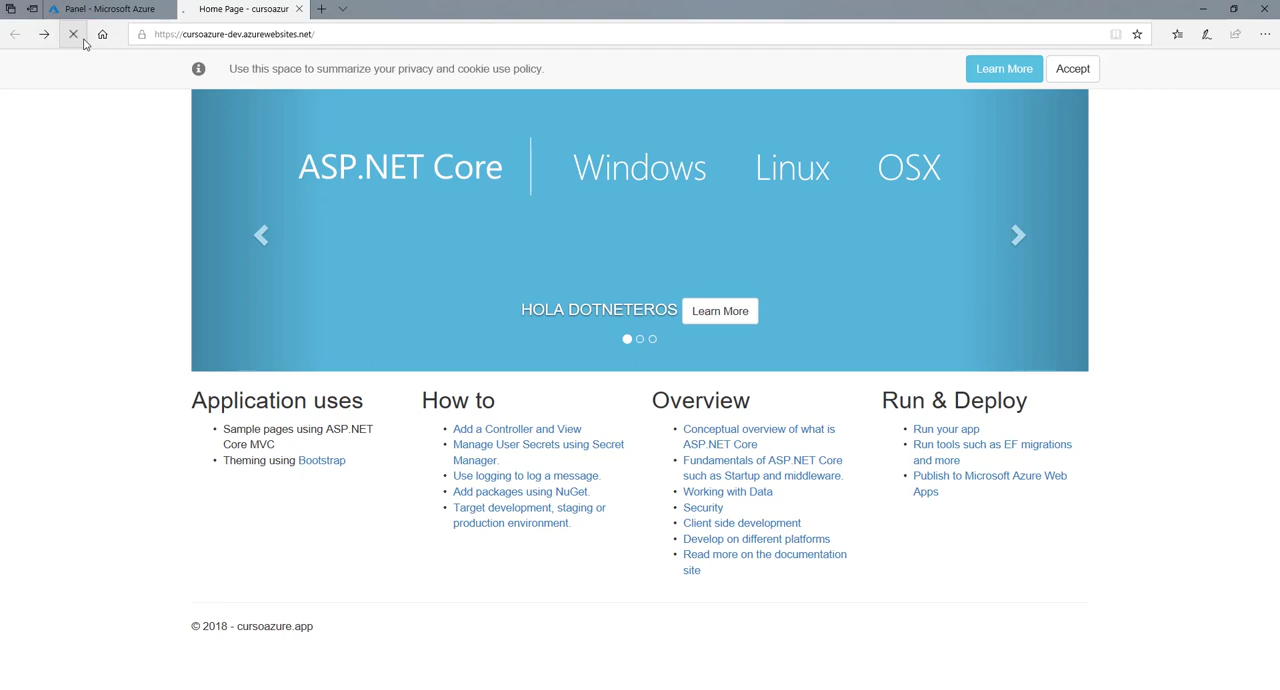 Panel - Microsoft Azure
Home Page - cursoazur
https://cursoazure-dev.azurewebsites.net/
Use this space to summarize your privacy and cookie use policy.
Learn More
Accept
ASP.NET Core
Windows
Linux
OSX
HOLA DOTNETEROS
Learn More
Application uses
Sample pages using ASP.NET
Core MVC
Theming using Bootstrap
How to
Add a Controller and View
Manage User Secrets using Secret
Manager.
Use logging to log a message.
Add packages using NuGet.
Target development, staging or
production environment.
Overview
Conceptual overview of what is
ASP.NET Core
Fundamentals of ASP.NET Core
such as Startup and middleware.
Working with Data
Security
Client side development
Develop on different platforms
Read more on the documentation
site
Run & Deploy
Run your app
Run tools such as EF migrations
and more
Publish to Microsoft Azure Web
Apps
© 2018 - cursoazure.app